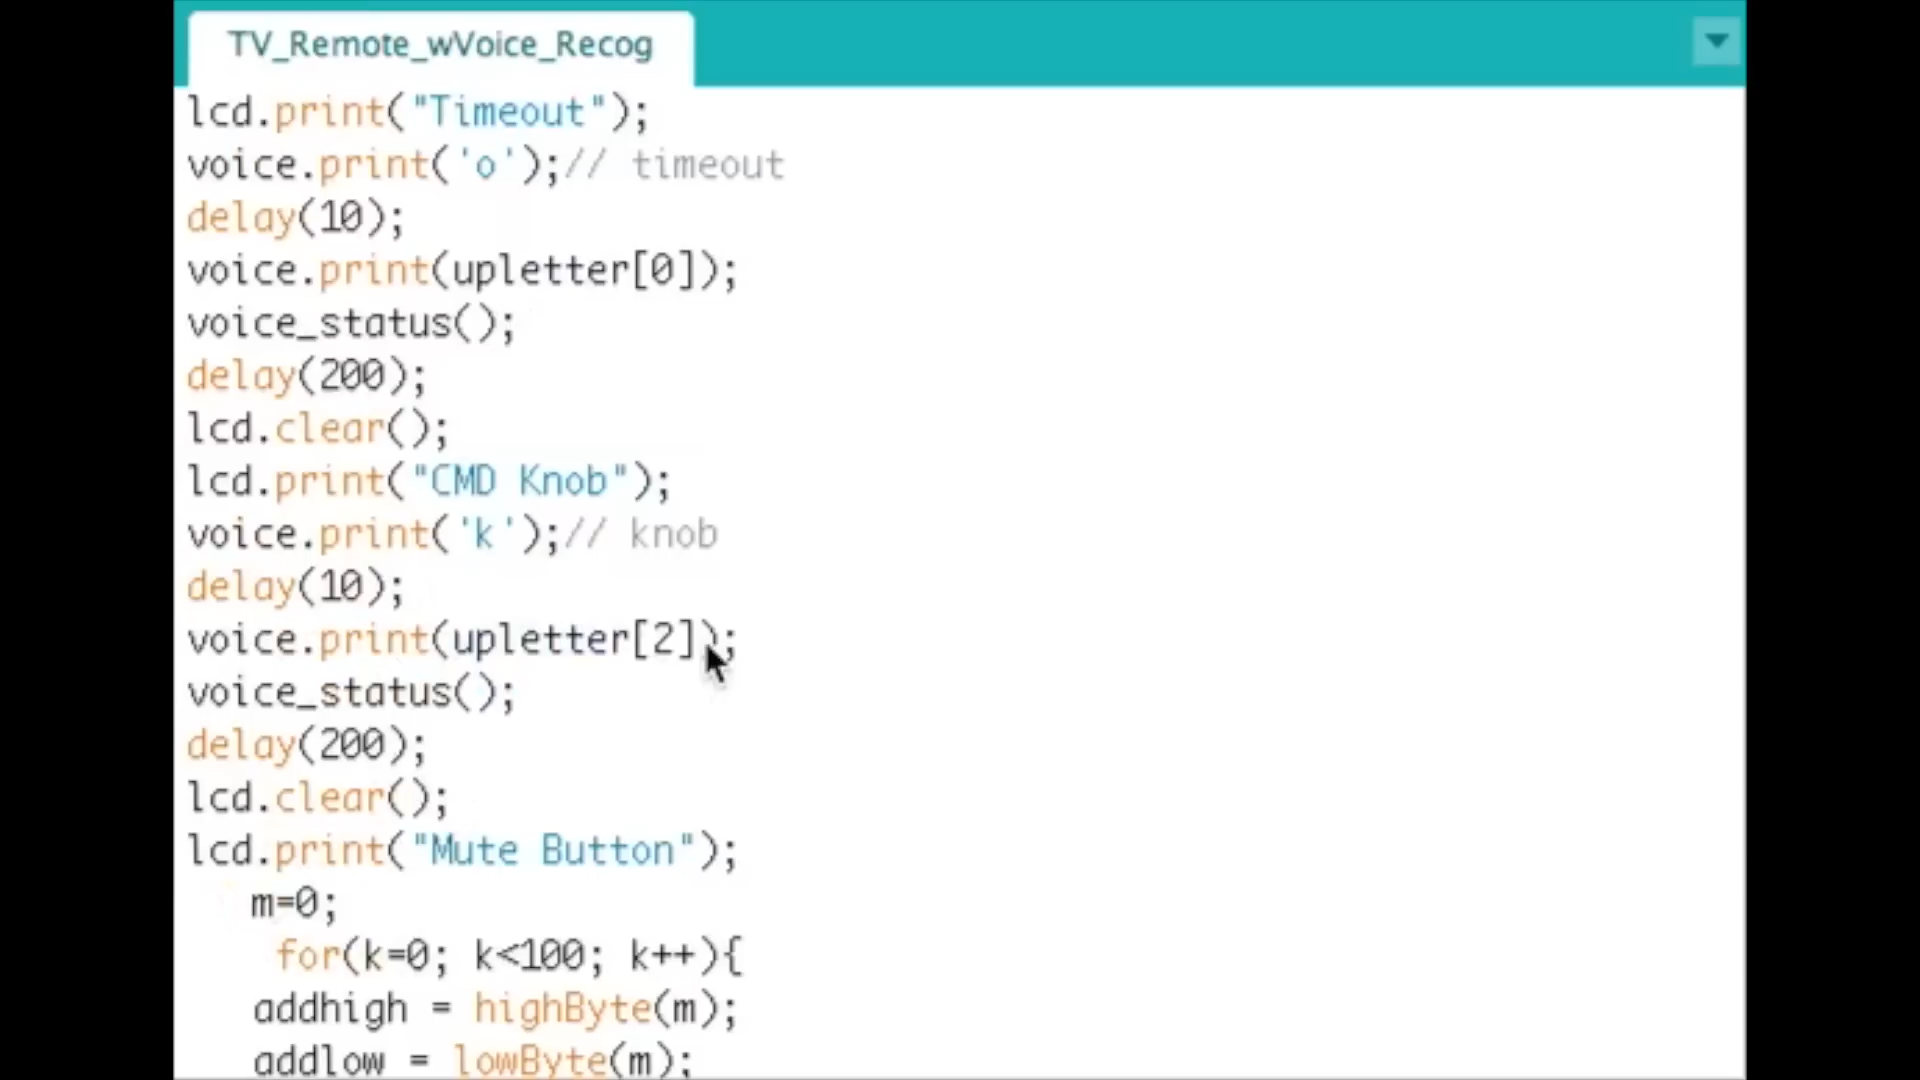 TV_Remote_wVoice_Recog
lcd.print("Timeout");
voice.print('o');// timeout
delay(10);
voice.print(upletter[0]);
voice_status();
delay(200);
lcd.clear();
lcd.print("CMD Knob");
voice.print('k');// knob
delay(10);
voice.print(upletter[2]);
voice_status();
delay(200);
lcd.clear();
lcd.print("Mute Button");
m=0;
for(k=0; k<100; k++){
addhigh = highByte(m);
addlow = lowByte(m);